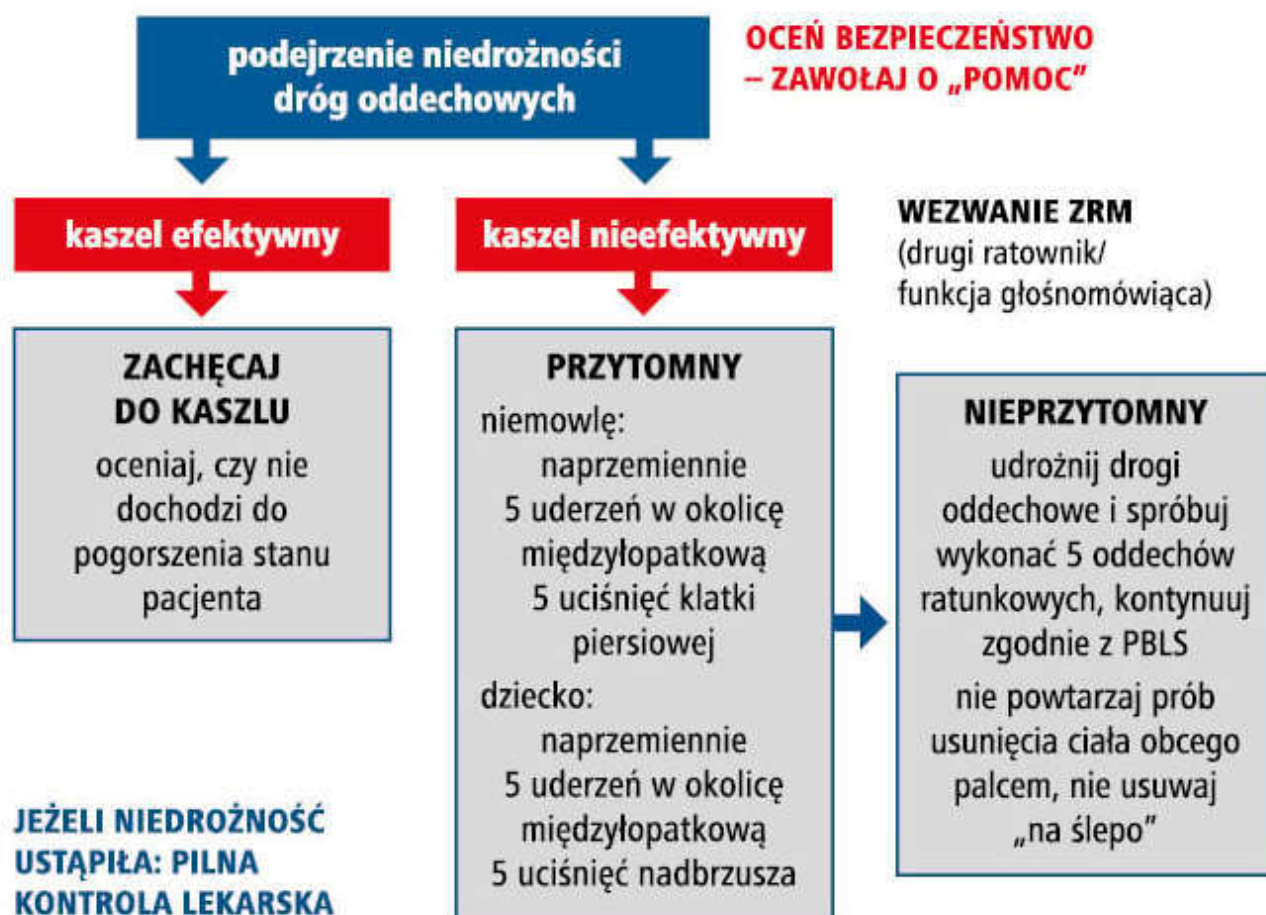 podejrzenie niedrożności
dróg oddechowych
OCEŃ BEZPIECZEŃSTWO
– ZAWOŁAJ O „POMOC”
kaszel efektywny
kaszel nieefektywny
WEZWANIE ZRM
(drugi ratownik/
funkcja głośnomówiąca)
ZACHĘCAJ
DO KASZLU
oceniaj, czy nie
dochodzi do
pogorszenia stanu
pacjenta
PRZYTOMNY
niemowlę:
naprzemiennie
5 uderzeń w okolicę
międzyłopatkową
5 uciśnięć klatki
piersiowej
dziecko:
naprzemiennie
5 uderzeń w okolicę
międzyłopatkową
5 uciśnięć nadbrzusza
NIEPRZYTOMNY
udrożnij drogi
oddechowe i spróbuj
wykonać 5 oddechów
ratunkowych, kontynuuj
zgodnie z PBLS
nie powtarzaj prób
usunięcia ciała obcego
palcem, nie usuwaj
„na ślepo”
JEŻELI NIEDROŻNOŚĆ
USTĄPIŁA: PILNA
KONTROLA LEKARSKA